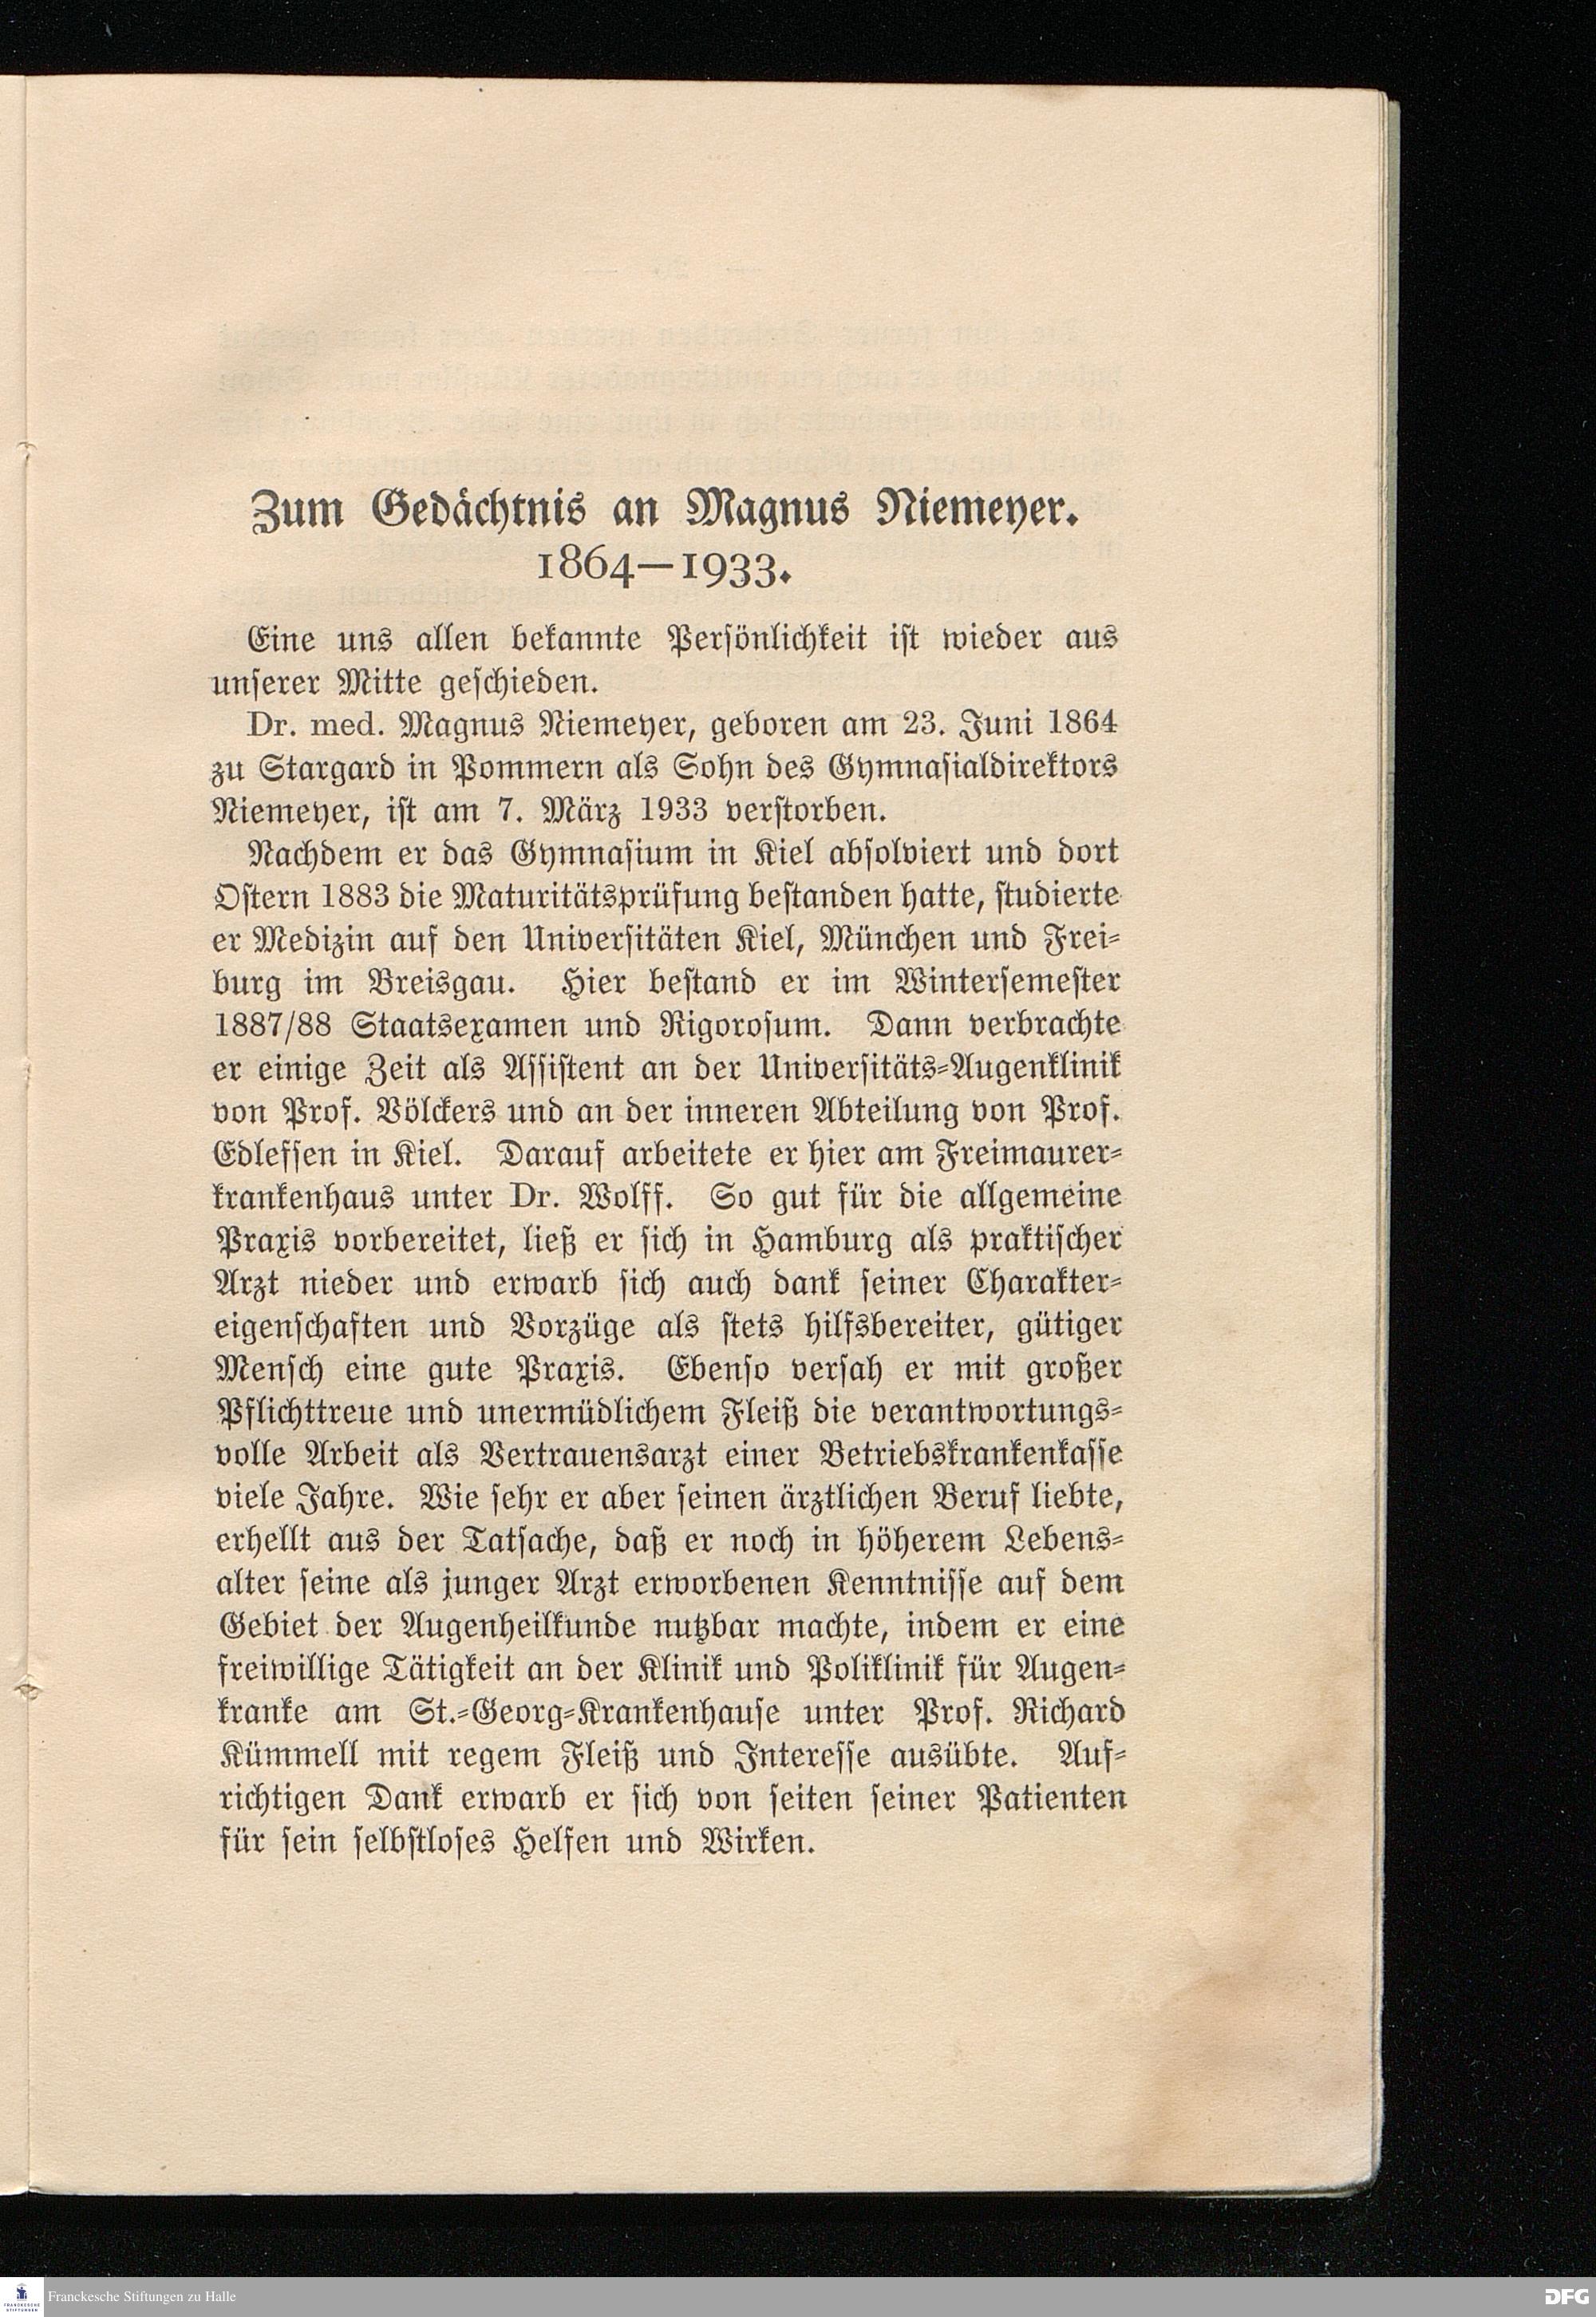 Zum Gedächtnis an Magnus Niemeyer.
1864—1933.
Eine uns allen bekannte Persönlichkeit ist wieder aus
unserer Mitte geschieden.
Dr. med. Magnus Niemeyer, geboren am 23. Juni 1864
zu Stargard in Pommern als Sohn des Gymnasialdirektors
Niemeyer, ist am 7. März 1933 verstorben.
Nachdem er das Gymnasium in Kiel absolviert und dort
Ostern 1883 die Maturitätsprüfung bestanden hatte, studierte
er Medizin auf den Universitäten Kiel, München und Frei-
burg im Breisgau. Hier bestand er im Wintersemester
1887/88 Staatsexamen und Rigorosum. Dann verbrachte
er einige Zeit als Assistent an der Universitäts-Augenklinik
von Prof. Völckers und an der inneren Abteilung von Prof.
Edlefsen in Kiel. Darauf arbeitete er hier am Freimaurer-
krankenhaus unter Dr. Wolff. So gut für die allgemeine
Praxis vorbereitet, ließ er sich in Hamburg als praktischer
Arzt nieder und erwarb sich auch dank seiner Charakter-
eigenschaften und Vorzüge als stets hilfsbereiter, gütiger
Mensch eine gute Praxis. Ebenso versah er mit großer
Pflichttreue und unermüdlichem Fleiß die verantwortungs-
volle Arbeit als Vertrauensarzt einer Betriebskrankenkasse
viele Jahre. Wie sehr er aber seinen ärztlichen Beruf liebte,
erhellt aus der Tatsache, daß er noch in höherem Lebens-
alter seine als junger Arzt erworbenen Kenntnisse auf dem
Gebiet der Augenheilkunde nutzbar machte, indem er eine
freiwillige Tätigkeit an der Klinik und Poliklinik für Augen-
kranke am St.-Georg-Krankenhause unter Prof. Richard
Kümmell mit regem Fleiß und Interesse ausübte. Auf-
richtigen Dank erwarb er sich von seiten seiner Patienten
für sein selbstloses Helfen und Wirken.
FRANCKESCHE
STIFTUNGEN
Franckesche Stiftungen zu Halle
DFG